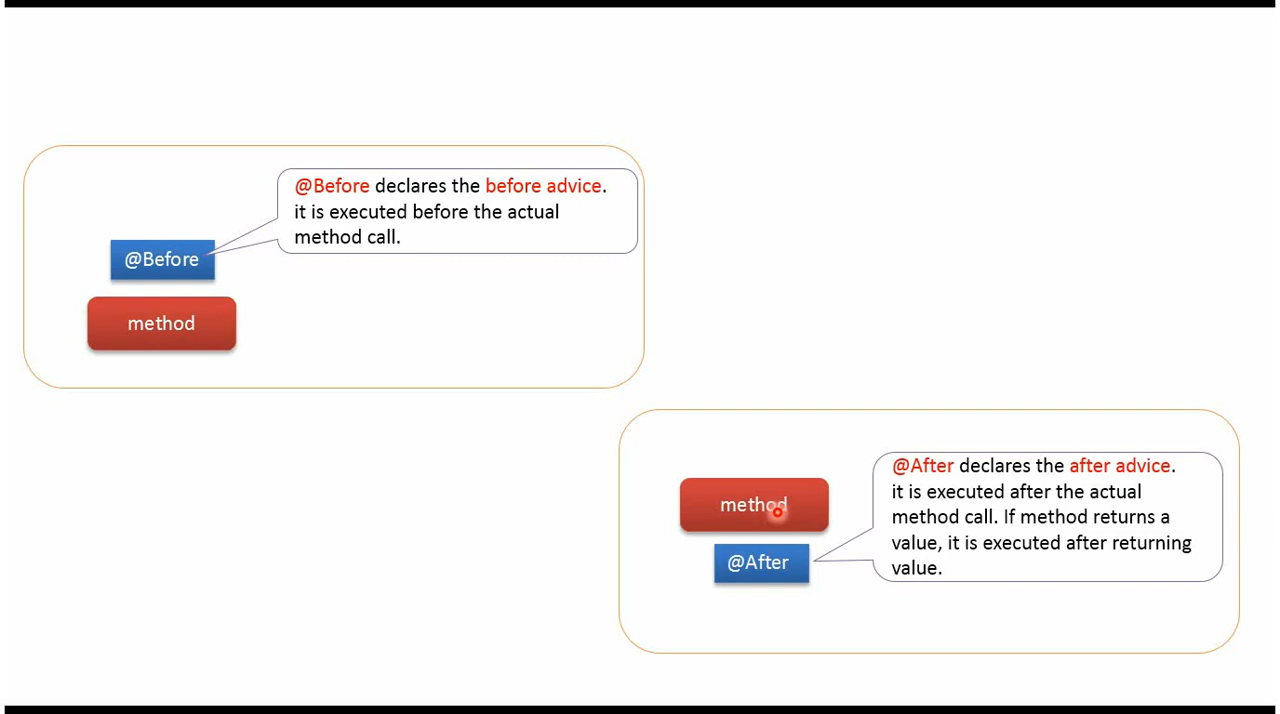 @Before declares the before advice.
it is executed before the actual
method call.
@Before
method
method
@After
@After declares the after advice.
it is executed after the actual
method call. If method returns a
value, it is executed after returning
value.